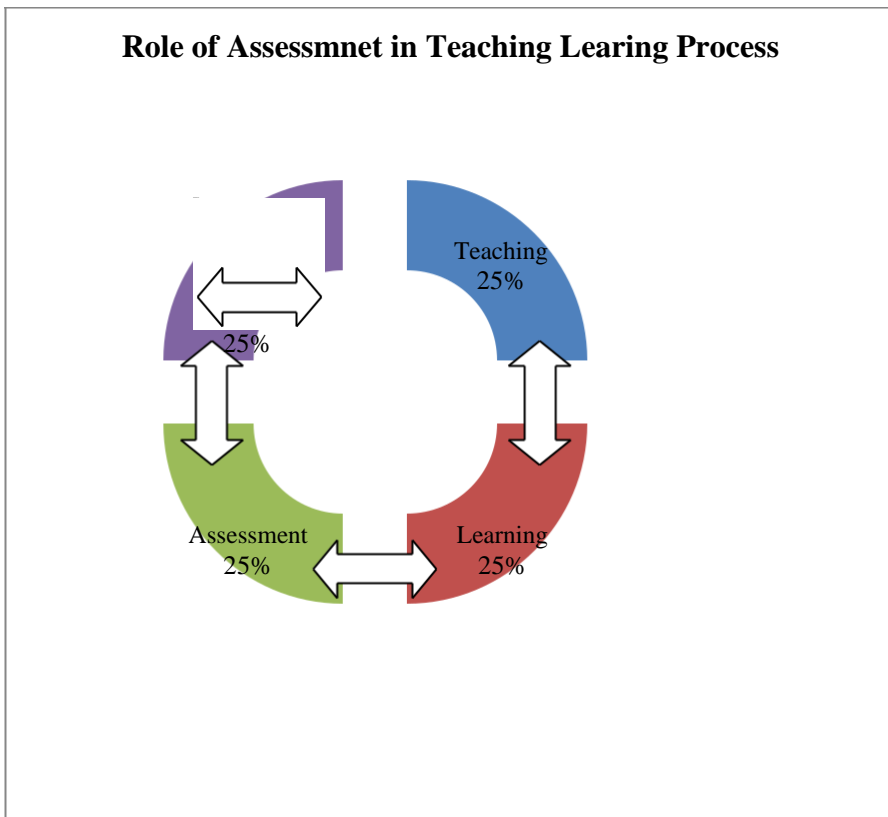 Role of Assessmnet in Teaching Learing Process
Teaching
25%
25%
Assessment
25%
Learning
25%